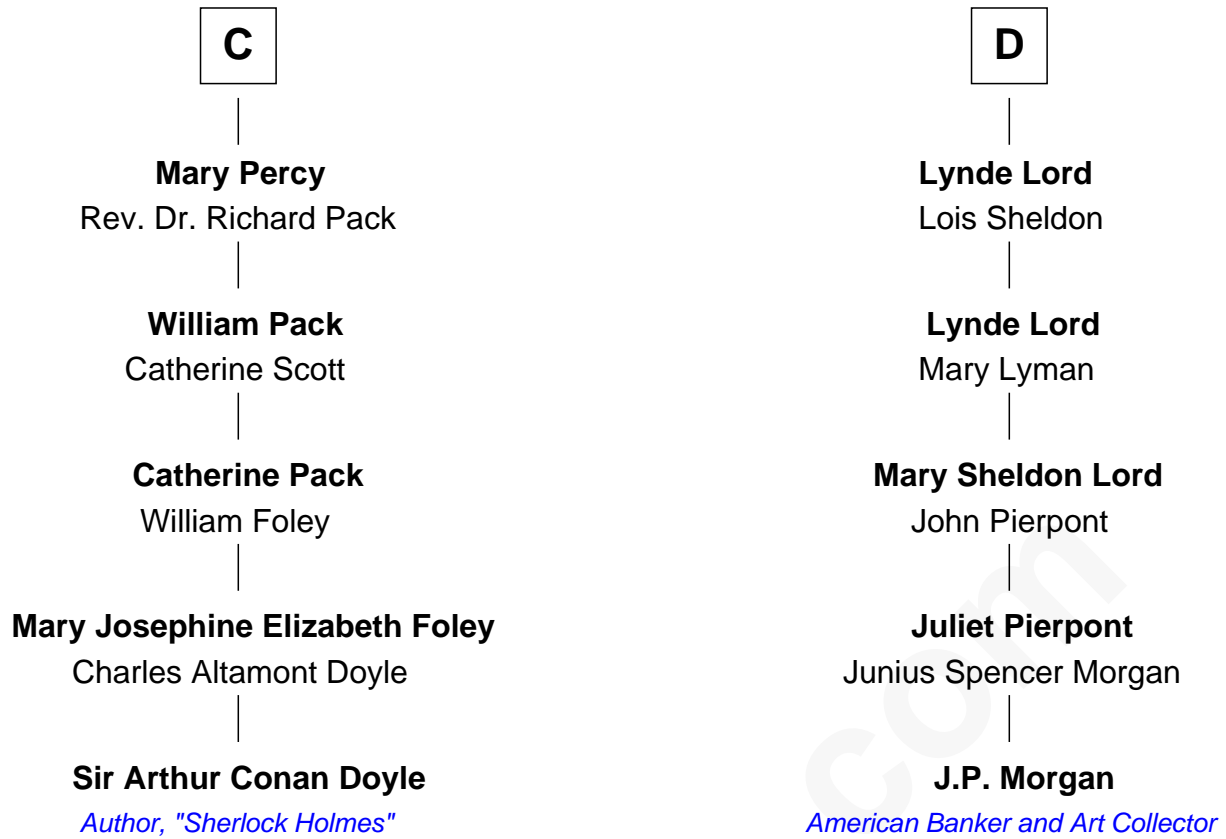 C
Mary Percy
Rev. Dr. Richard Pack
William Pack
Catherine Scott
Catherine Pack
William Foley
Mary Josephine Elizabeth Foley
Charles Altamont Doyle
Sir Arthur Conan Doyle
Author, "Sherlock Holmes"
D
Lynde Lord
Lois Sheldon
Lynde Lord
Mary Lyman
Mary Sheldon Lord
John Pierpont
Juliet Pierpont
Junius Spencer Morgan
J.P. Morgan
American Banker and Art Collector
com